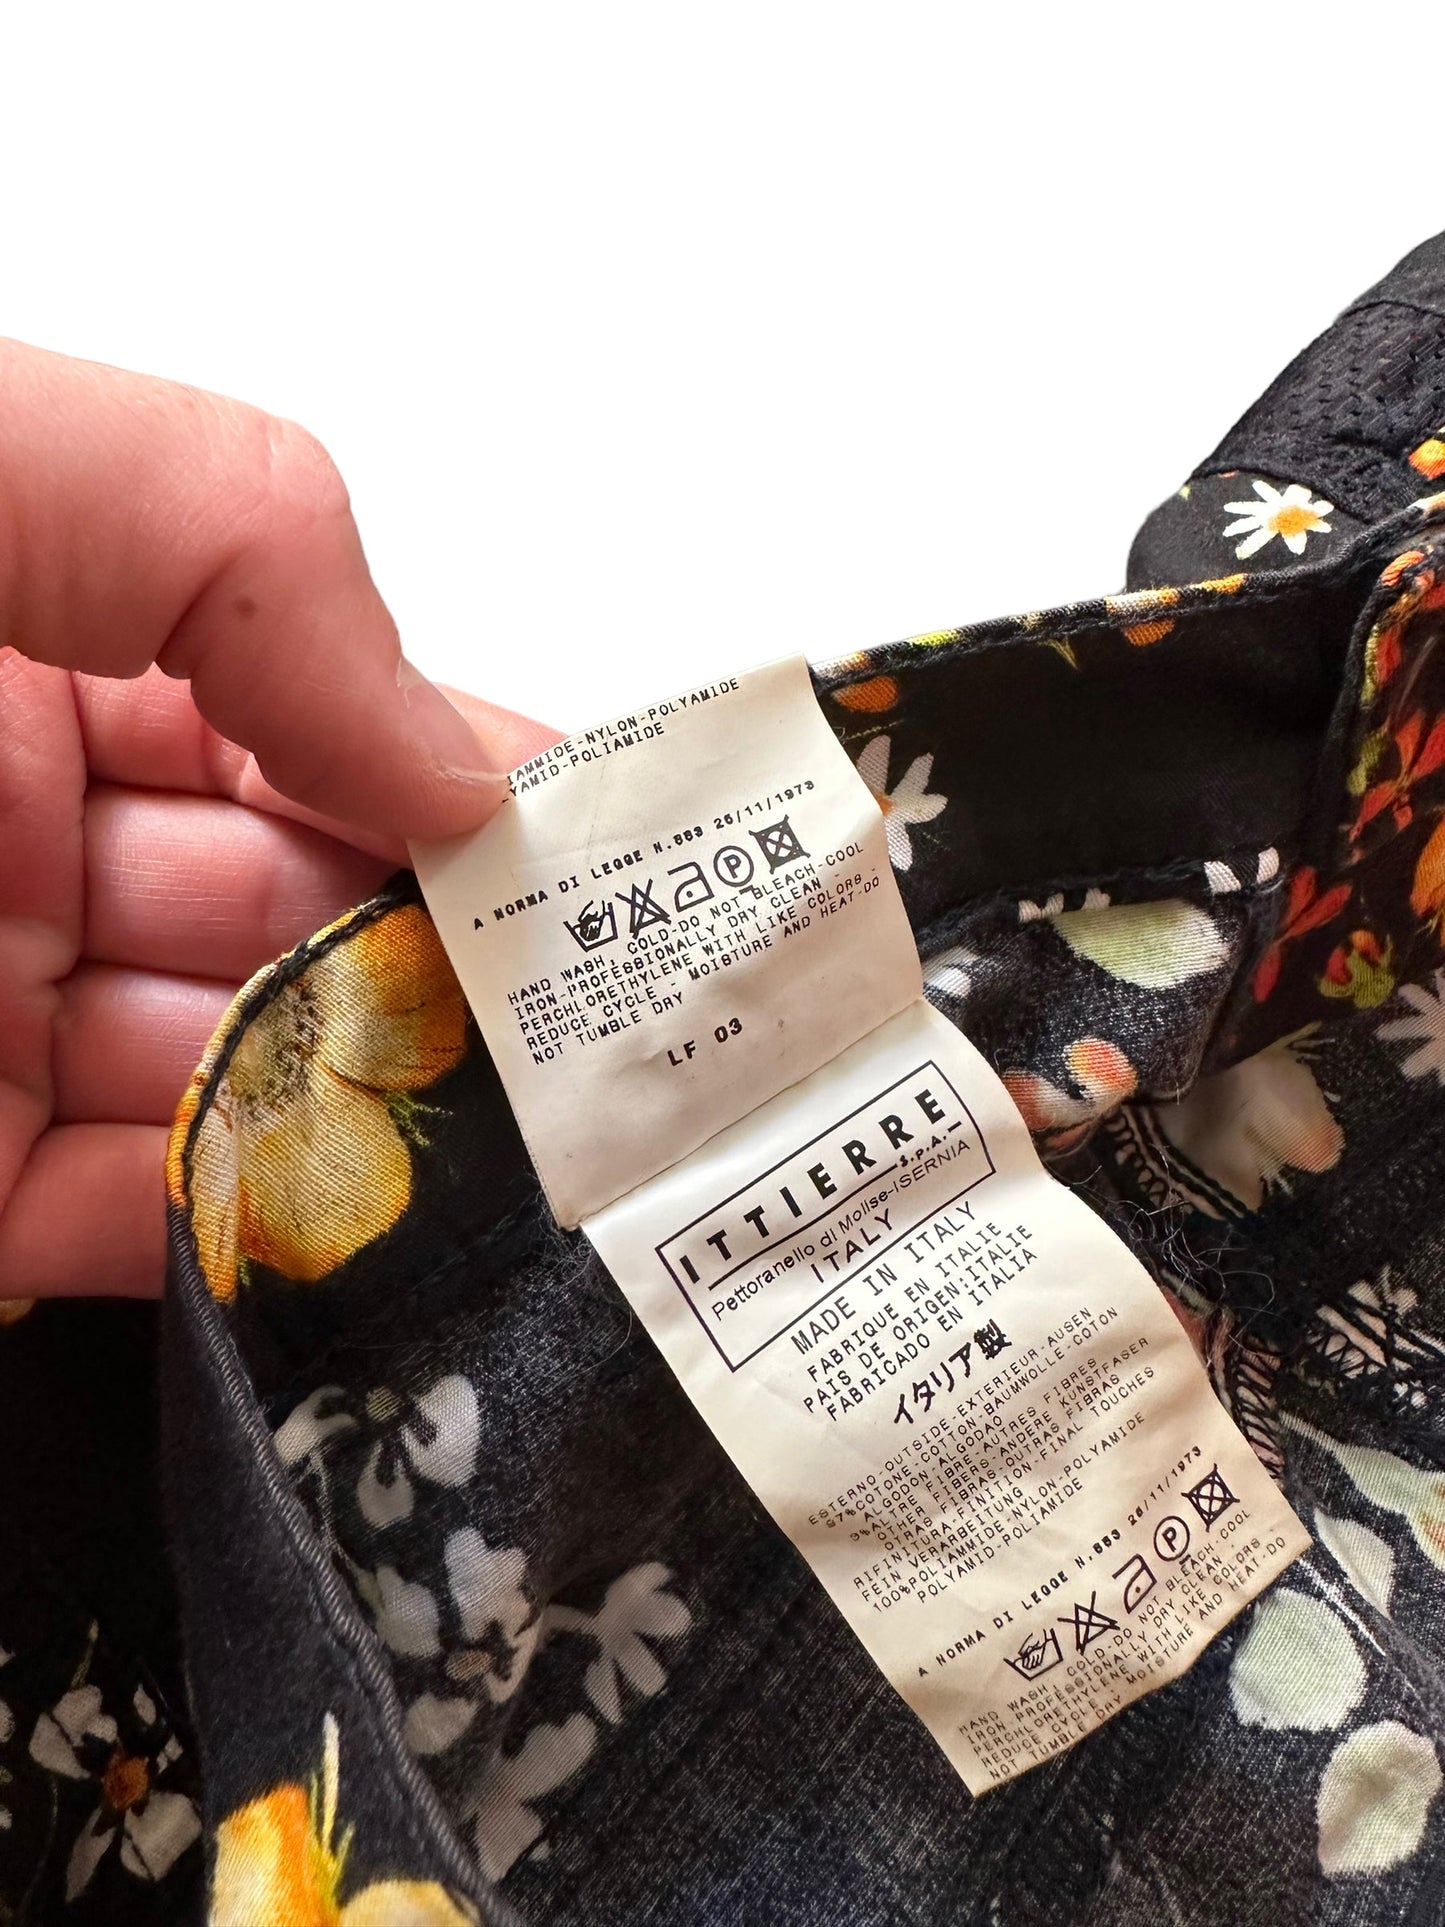 IAMMIDE-NYLON-POLYAMIDE
YAMID-POLIAMIDE
A NORMA DI LEGGE N.883 26/11/1973
P
HAND WASH, COLD-DO NOT BLEACH-COOL
IRON-PROFESSIONALLY DRY CLEAN -
PERCHLORETHYLENE WITH LIKE COLORS -
REDUCE CYCLE - MOISTURE AND HEAT-DO
NOT TUMBLE DRY
LF 03
ITTIERRE
S.P.A.
Pettoranello di Molise-ISERNIA
ITALY
MADE IN ITALY
FABRIQUE EN ITALIE
PAIS DE ORIGEN:ITALIE
FABRICADO EN ITALIA
イタリア製
ESTERNO-OUTSIDE-EXTERIEUR-AUSEN
97%COTONE-COTTON-BAUMWOLLE-COTON
ALGODON-ALGODAO
3%ALTRE FIBRE-AUTRES FIBRES
OTHER FIBERS-ANDERE KUNSTFASER
OTRAS FIBRAS-OUTRAS FIBRAS
RIFINITURA-FINITION-FINAL TOUCHES
FEIN VERARBEITUNG
100%POLIAMMIDE-NYLON-POLYAMIDE
POLYAMID-POLIAMIDE
A NORMA DI LEGGE N.883 26/11/1973
P
HAND WASH, COLD-DO NOT BLEACH-COOL
IRON-PROFESSIONALLY DRY CLEAN -
PERCHLORETHYLENE WITH LIKE COLORS -
REDUCE CYCLE - MOISTURE AND HEAT-DO
NOT TUMBLE DRY